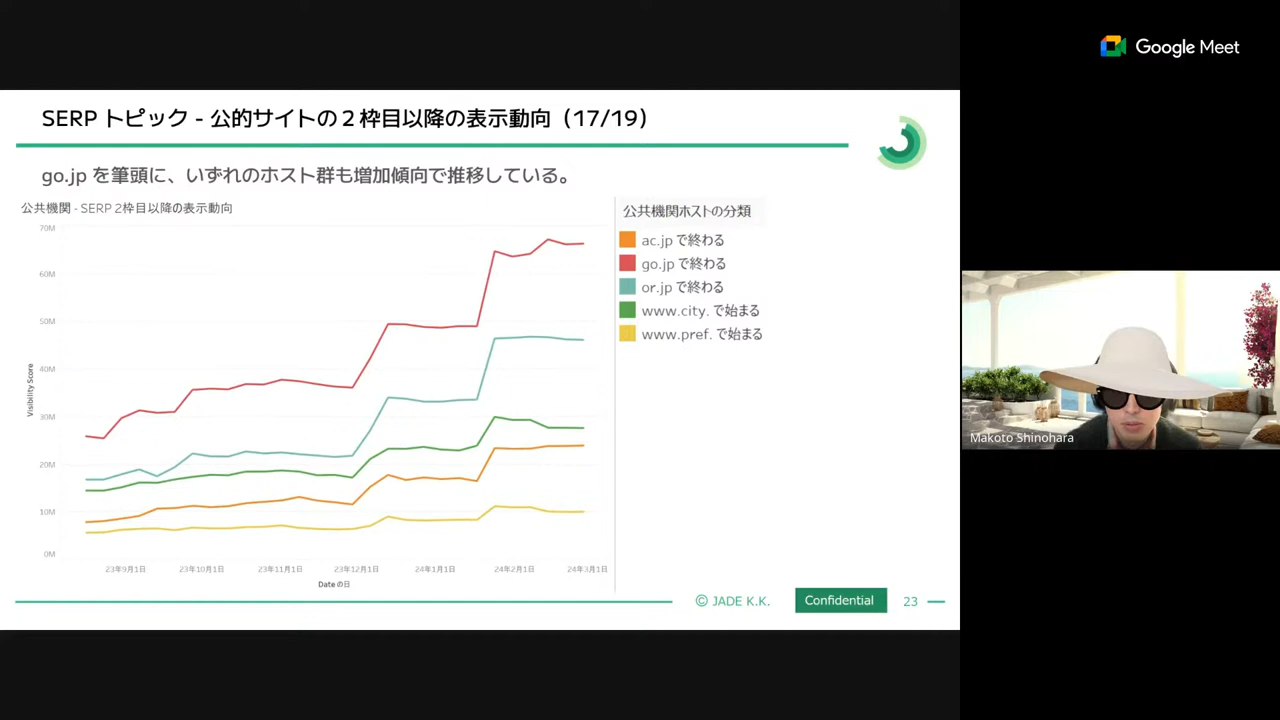 Google Meet
SERP トピック - 公的サイトの２枠目以降の表示動向（17/19）
go.jp を筆頭に、いずれのホスト群も増加傾向で推移している。
公共機関 - SERP 2枠目以降の表示動向
70M
60M
50M
40M
30M
20M
10M
0M
Visibility Score
23年9月1日
23年10月1日
23年11月1日
23年12月1日
24年1月1日
24年2月1日
24年3月1日
Date の日
公共機関ホストの分類
ac.jp で終わる
go.jp で終わる
or.jp で終わる
www.city. で始まる
www.pref. で始まる
© JADE K.K.
Confidential
23
Makoto Shinohara